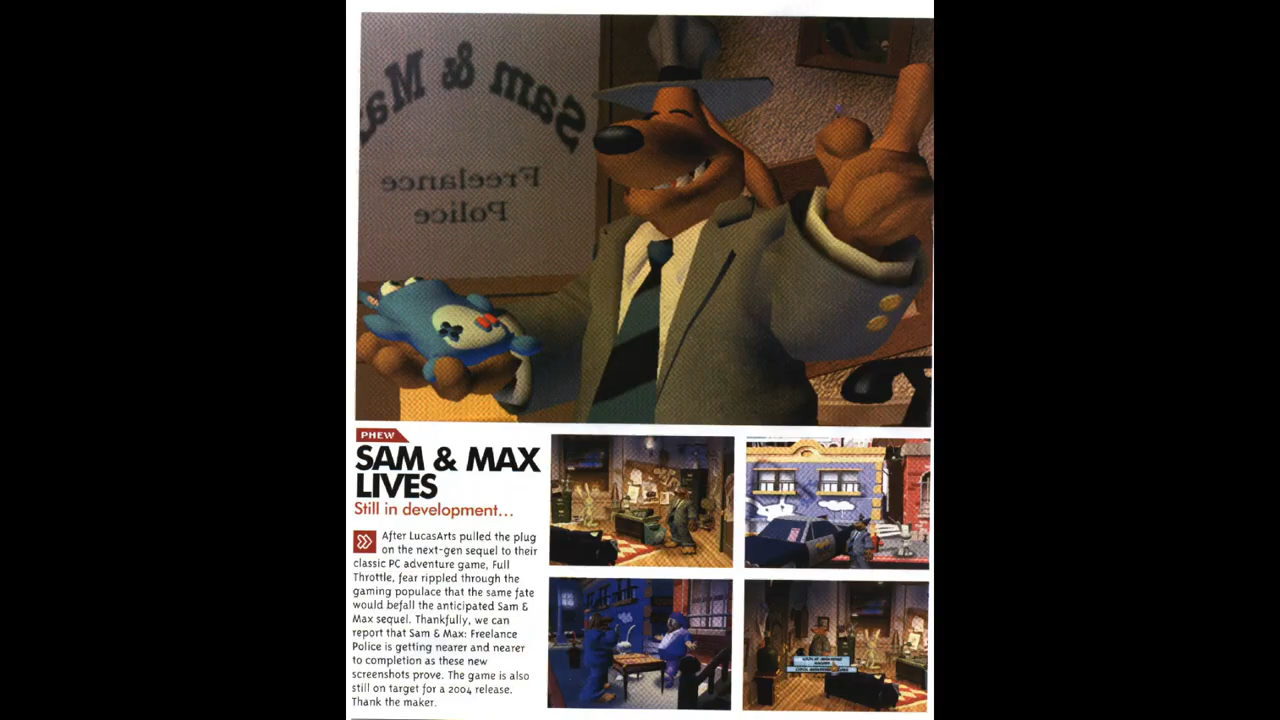 Sam & Ma
Freelance
Police
PHEW
SAM & MAX
LIVES
Still in development...
After LucasArts pulled the plug
on the next-gen sequel to their
classic PC adventure game, Full
Throttle, fear rippled through the
gaming populace that the same fate
would befall the anticipated Sam &
Max sequel. Thankfully, we can
report that Sam & Max: Freelance
Police is getting nearer and nearer
to completion as these new
screenshots prove. The game is also
still on target for a 2004 release.
Thank the maker.